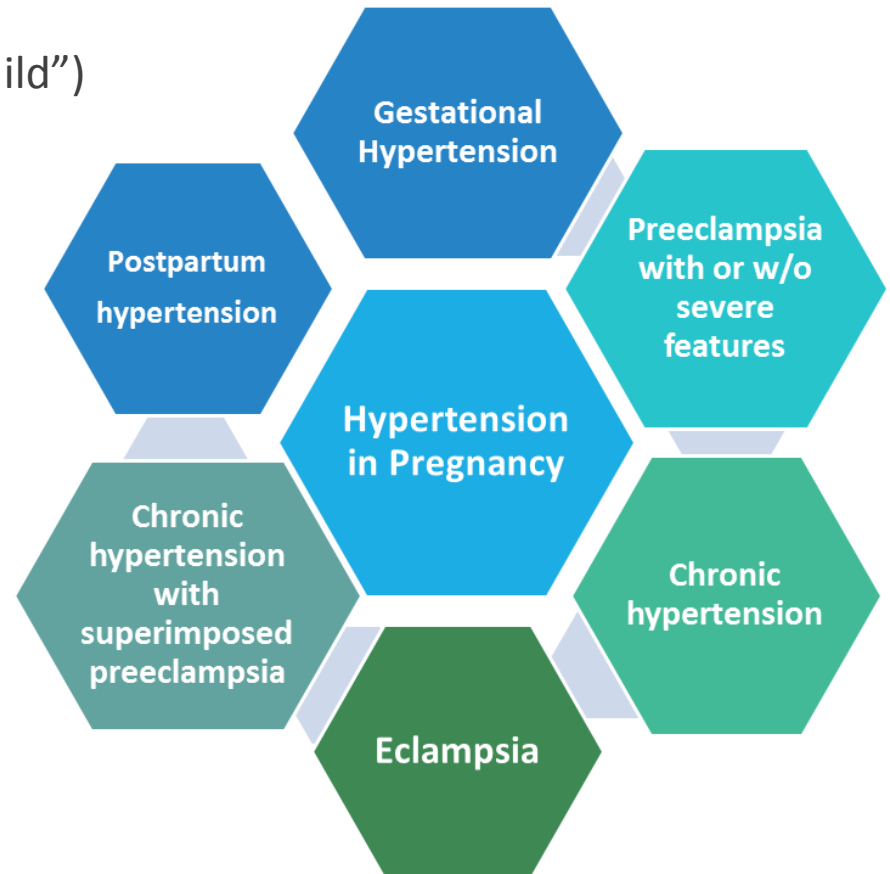 ild”)
Gestational
Hypertension
Preeclampsia
with or w/o
severe
features
Postpartum
hypertension
Hypertension
in Pregnancy
Chronic
hypertension
with
superimposed
preeclampsia
Chronic
hypertension
Eclampsia